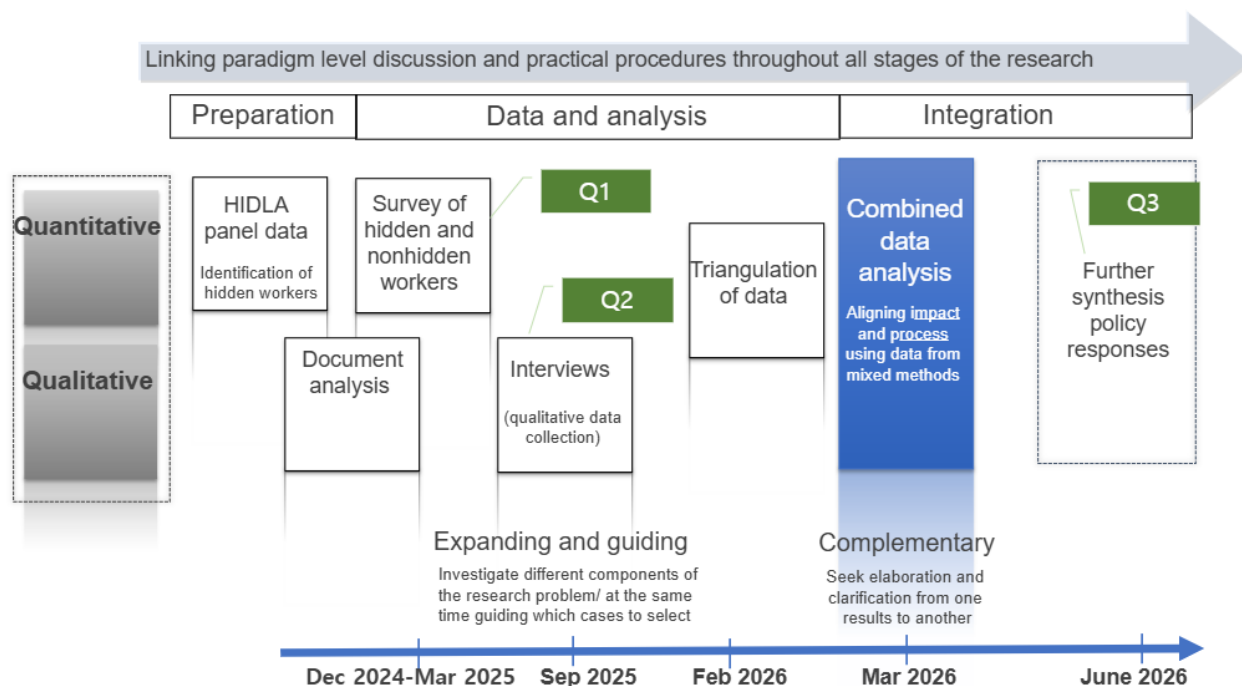 Linking paradigm level discussion and practical procedures throughout all stages of the research
Preparation
Data and analysis
Integration
Quantitative
Qualitative
HIDLA
panel data
Identification of
hidden workers
Document
analysis
Survey of
hidden and
nonhidden
workers
Q1
Q2
Interviews
(qualitative data
collection)
Triangulation
of data
Combined
data
analysis
Aligning impact
and process
using data from
mixed methods
Q3
Further
synthesis
policy
responses
Expanding and guiding
Investigate different components of
the research problem/ at the same
time guiding which cases to select
Complementary
Seek elaboration and
clarification from one
results to another
Dec 2024-Mar 2025
Sep 2025
Feb 2026
Mar 2026
June 2026